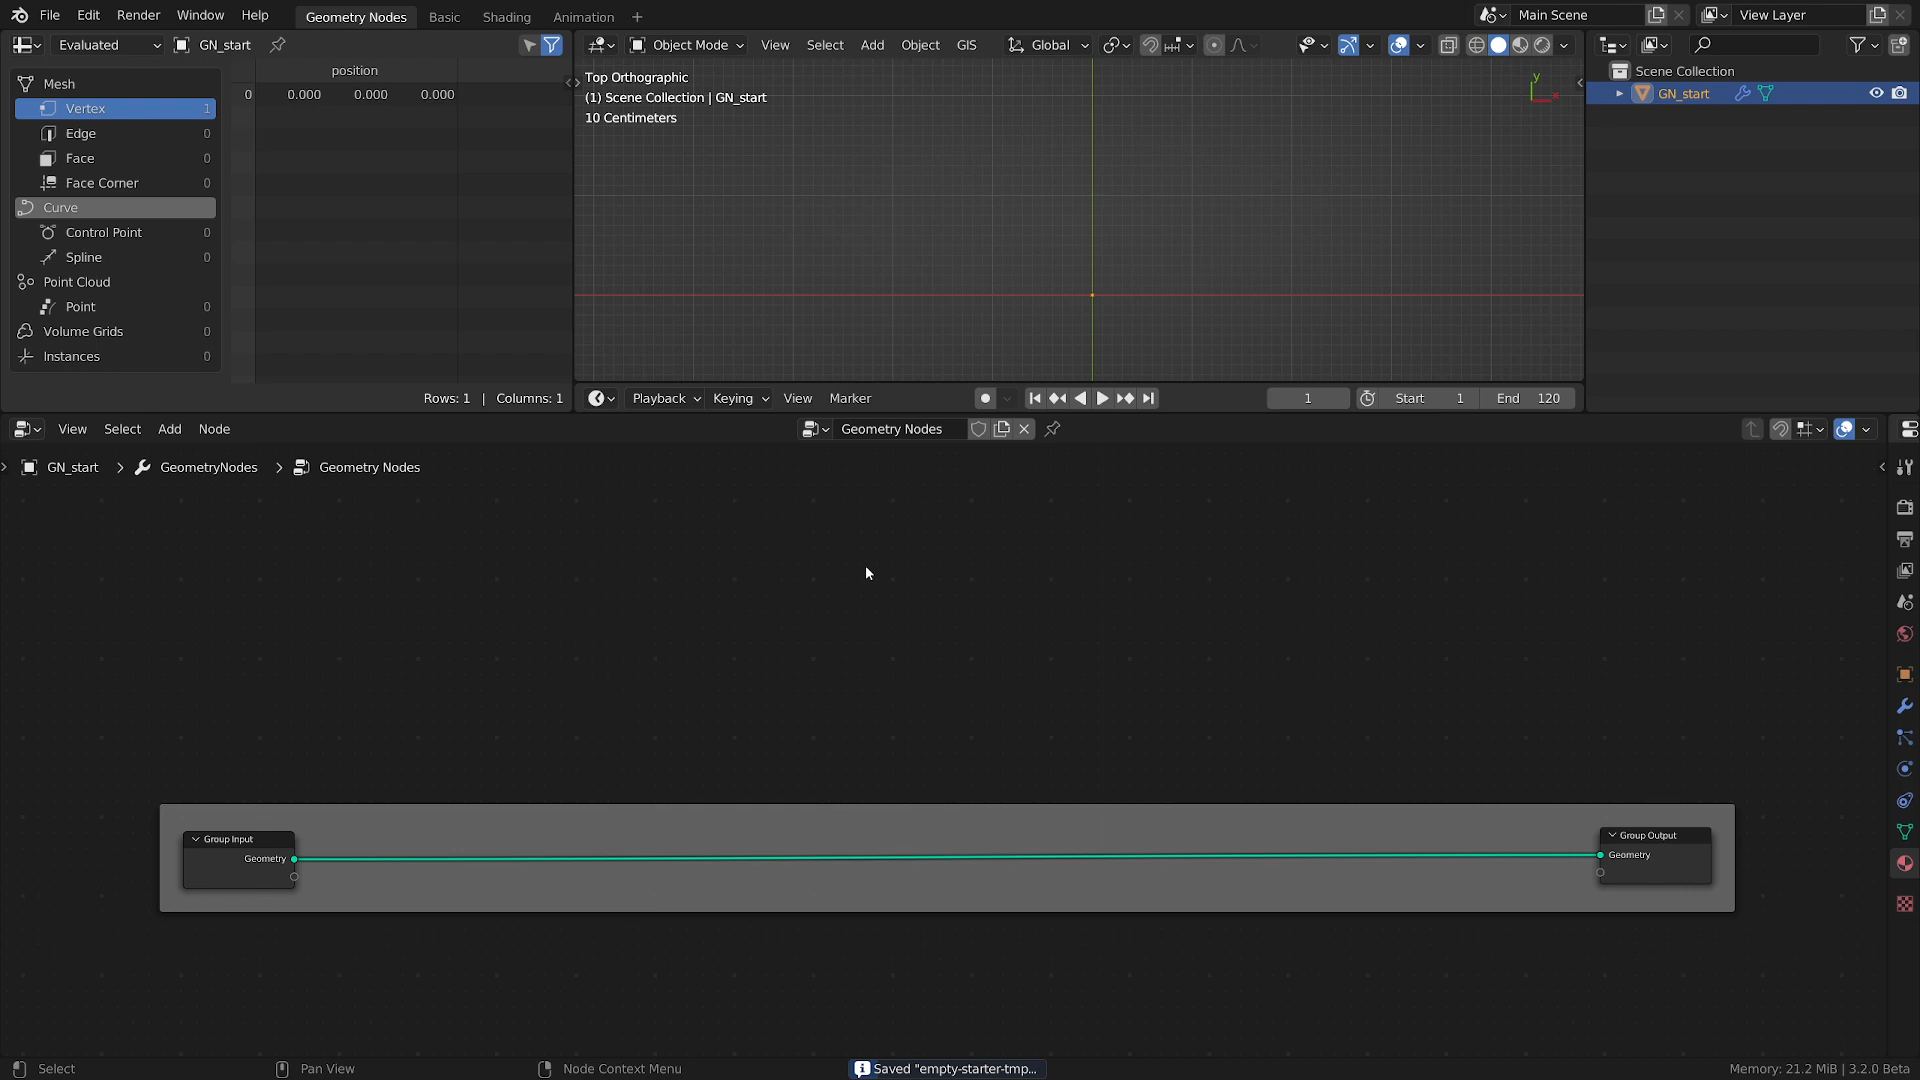 File Edit Render Window Help Geometry Nodes Basic Shading Animation + Main Scene View Layer
Evaluated GN_start Object Mode View Select Add Object GIS Global
position
0 0.000 0.000 0.000
Mesh
Vertex 1
Edge 0
Face 0
Face Corner 0
Curve
Control Point 0
Spline 0
Point Cloud
Point 0
Volume Grids 0
Instances 0
Rows: 1 | Columns: 1
Top Orthographic
(1) Scene Collection | GN_start
10 Centimeters
y
Scene Collection
GN_start
Playback Keying View Marker 1 Start 1 End 120
View Select Add Node Geometry Nodes
GN_start > GeometryNodes > Geometry Nodes
Group Input
Geometry
Group Output
Geometry
Select Pan View Node Context Menu Saved "empty-starter-tmp... Memory: 21.2 MiB | 3.2.0 Beta